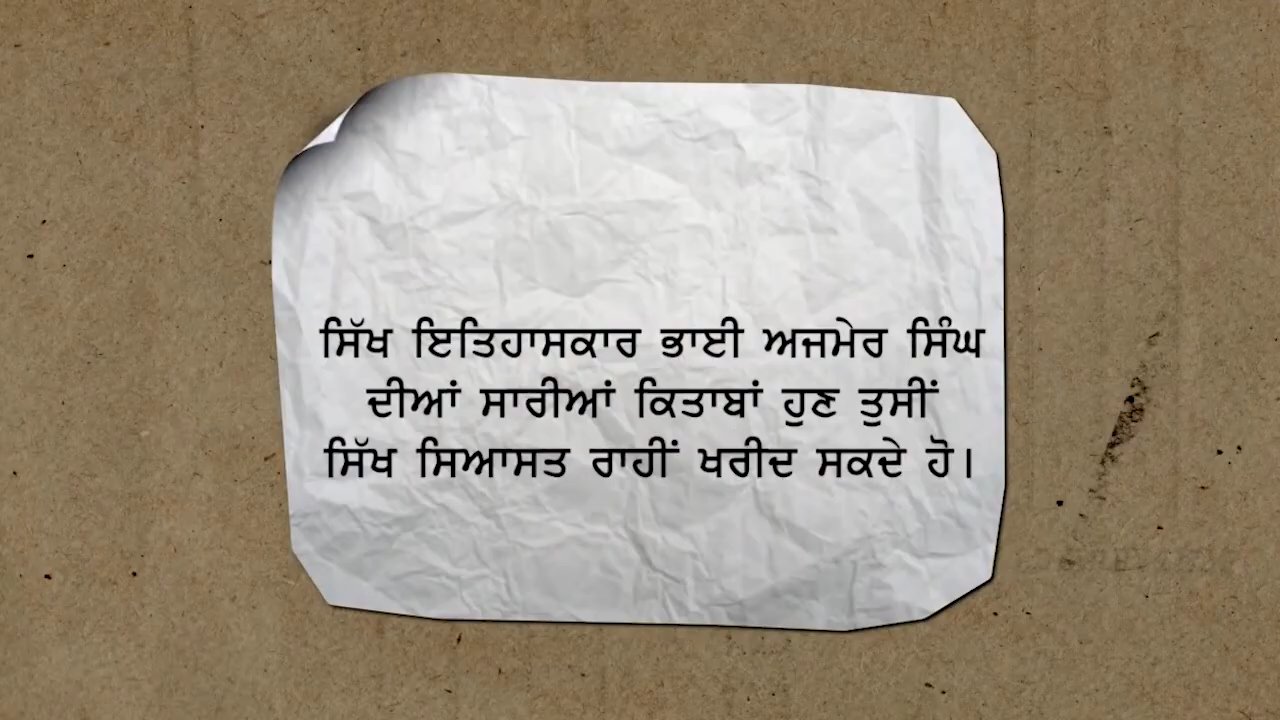 ਸਿੱਖ ਇਤਿਹਾਸਕਾਰ ਭਾਈ ਅਜਮੇਰ ਸਿੰਘ
ਦੀਆਂ ਸਾਰੀਆਂ ਕਿਤਾਬਾਂ ਹੁਣ ਤੁਸੀਂ
ਸਿੱਖ ਸਿਆਸਤ ਰਾਹੀਂ ਖਰੀਦ ਸਕਦੇ ਹੋ।